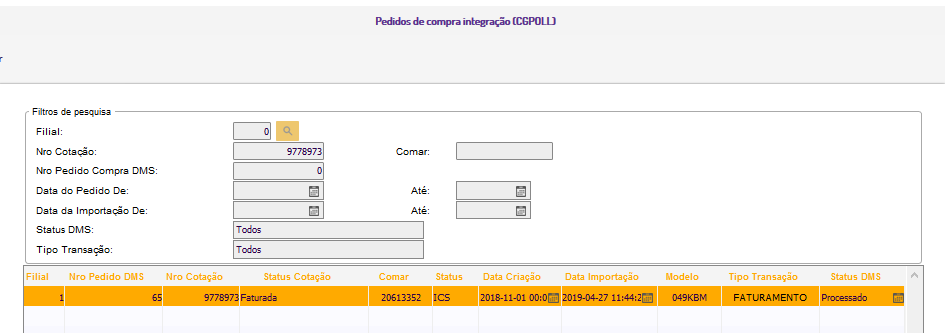 Pedidos de compra integração (CGPOLL)
r
Filtros de pesquisa
Filial: 0
Nro Cotação: 9778973 Comar:
Nro Pedido Compra DMS: 0
Data do Pedido De: Até:
Data da Importação De: Até:
Status DMS: Todos
Tipo Transação: Todos
Filial Nro Pedido DMS Nro Cotação Status Cotação Comar Status Data Criação Data Importação Modelo Tipo Transação Status DMS
1 65 9778973 Faturada 20613352 ICS 2018-11-01 00:0 2019-04-27 11:44:2 049KBM FATURAMENTO Processado